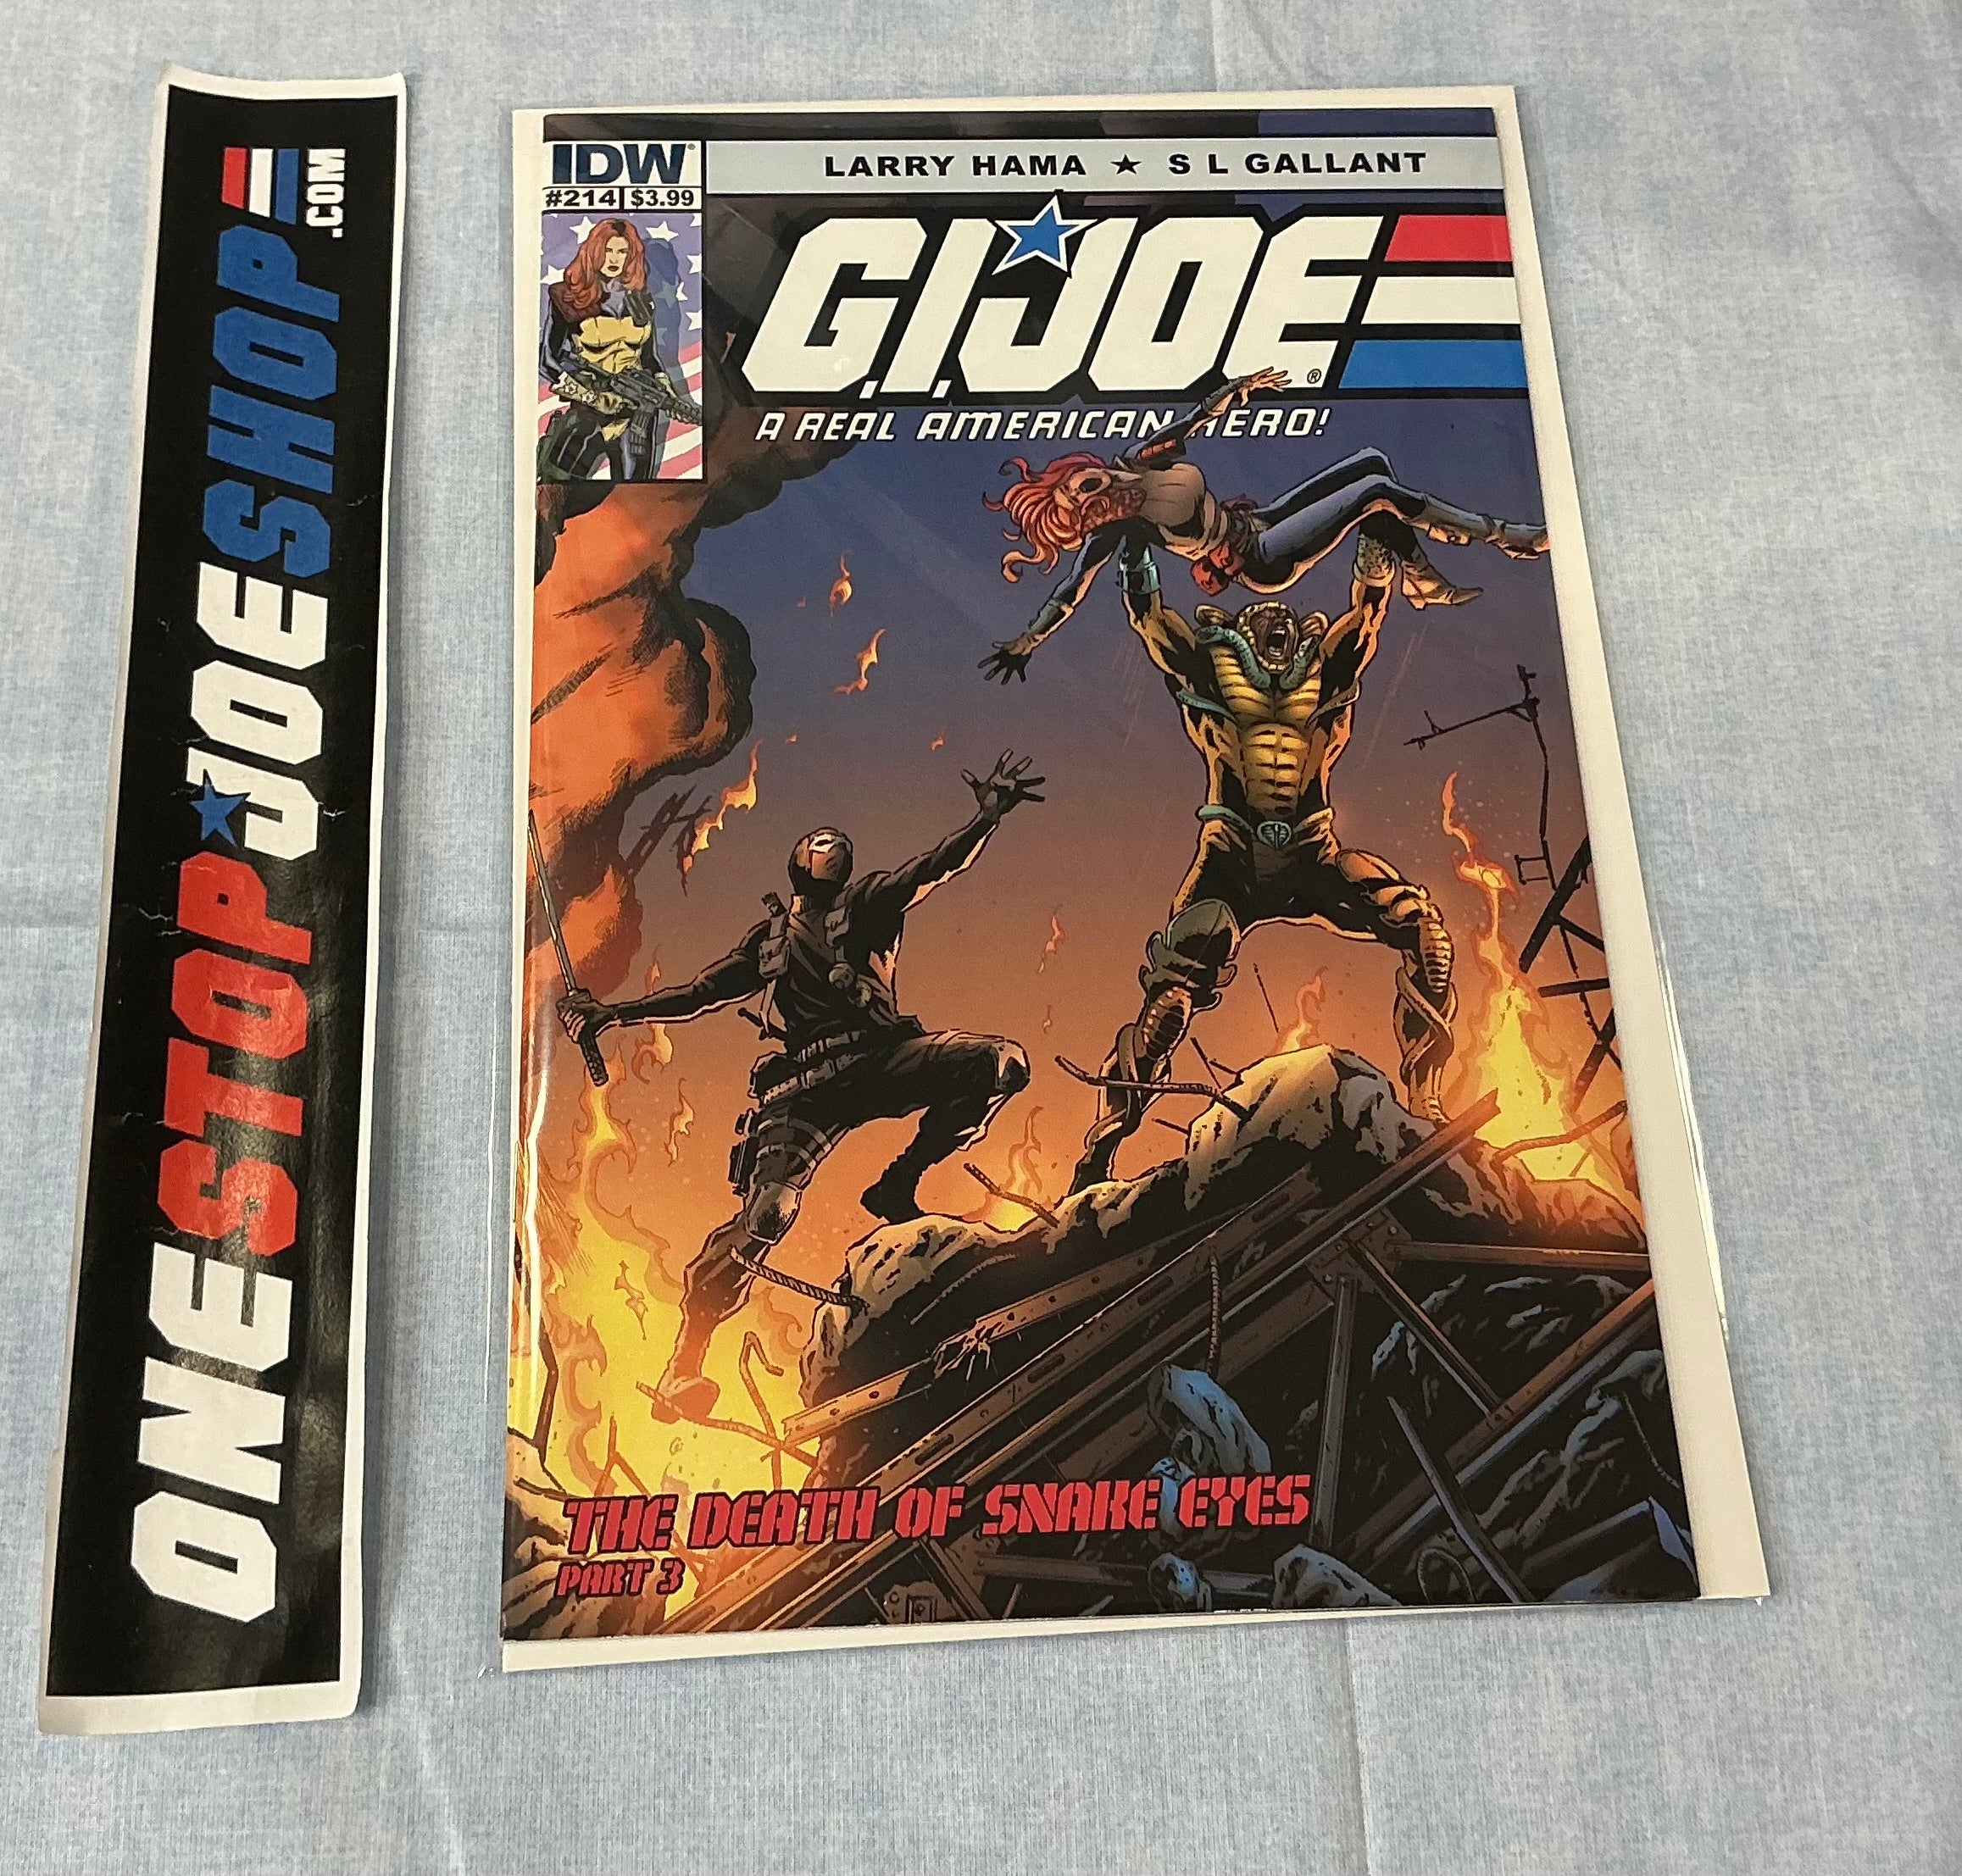 ONESTOPJOESHOP
.COM
IDW
#214 $3.99
LARRY HAMA ★ S L GALLANT
G.I.JOE
A REAL AMERICAN HERO!
THE DEATH OF SNAKE EYES
PART 3